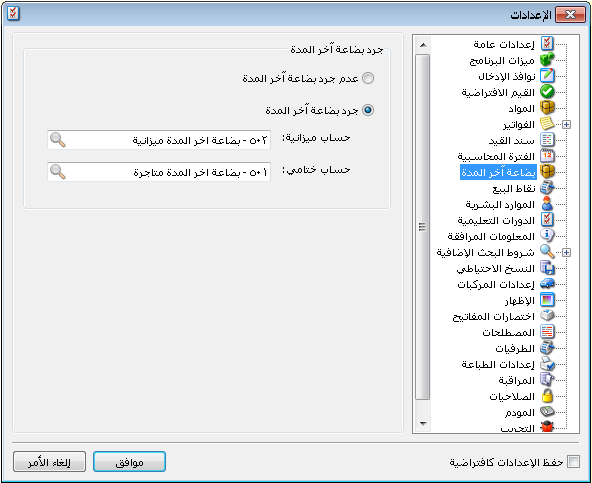 الإعدادات
إعدادات عامة
ميزات البرنامج
نوافذ الإدخال
القيم الافتراضية
المواد
الفواتير
سند القيد
الفترة المحاسبية
بضاعة آخر المدة
نقاط البيع
الموارد البشرية
الدورات التعليمية
المعلومات المرافقة
شروط البحث الإضافية
النسخ الاحتياطي
إعدادات المركبات
الإظهار
اختصارات المفاتيح
المصطلحات
الطرفيات
إعدادات الطباعة
المراقبة
الصلاحيات
المودم
التجريب
جرد بضاعة آخر المدة
عدم جرد بضاعة آخر المدة
جرد بضاعة آخر المدة
حساب ميزانية:
٥٠٢ - بضاعة اخر المدة ميزانية
حساب ختامي:
٥٠١ - بضاعة اخر المدة متاجرة
حفظ الإعدادات كافتراضية
موافق
إلغاء الأمر